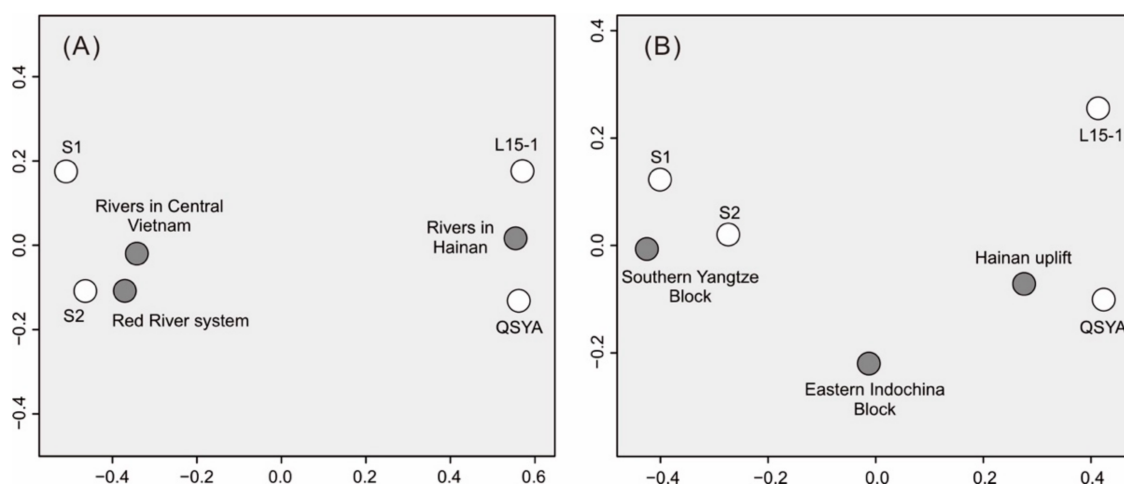 (A)
0.4
0.2
0.0
−0.2
−0.4
S1
L15-1
Rivers in Central
Vietnam
Rivers in
Hainan
S2
Red River system
QSYA
−0.4
−0.2
0.0
0.2
0.4
0.6
(B)
0.4
0.2
0.0
−0.2
L15-1
S1
S2
Southern Yangtze
Block
Hainan uplift
QSYA
Eastern Indochina
Block
−0.4
−0.2
0.0
0.2
0.4